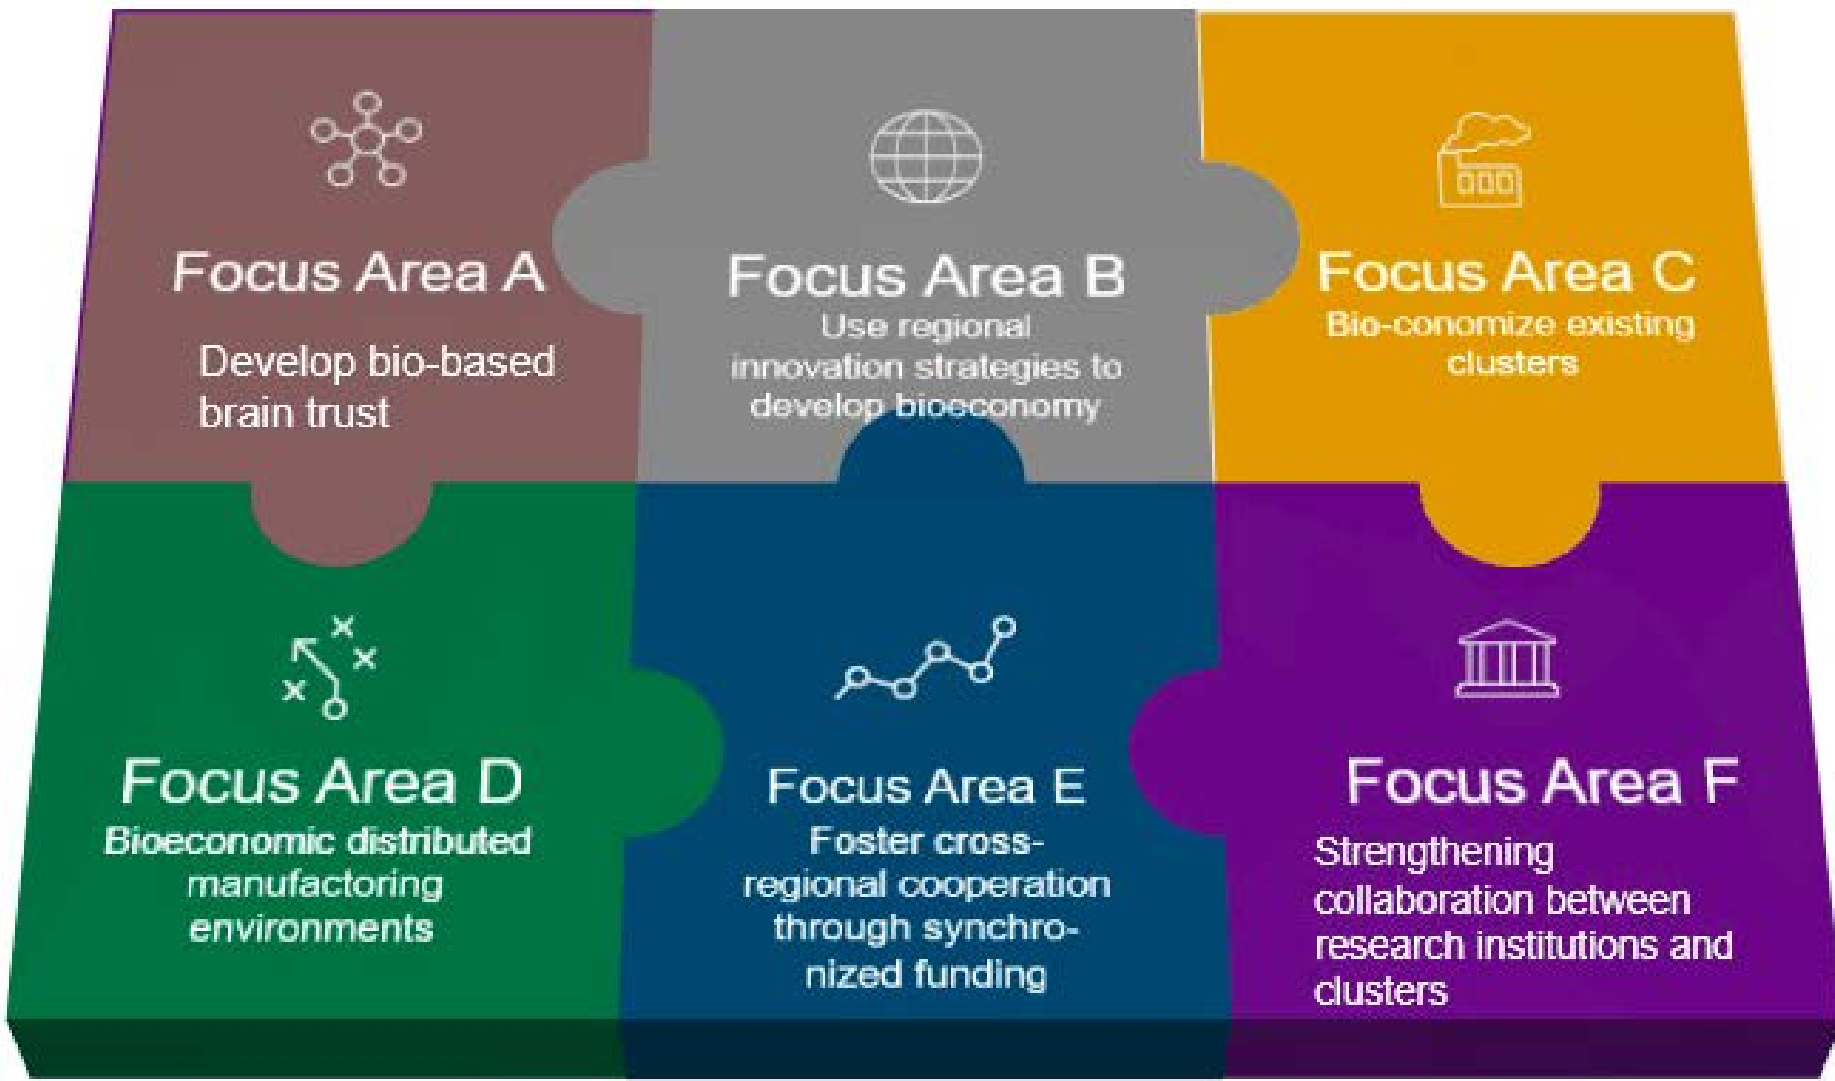 Focus Area A
Develop bio-based
brain trust
Focus Area B
Use regional
innovation strategies to
develop bioeconomy
Focus Area C
Bio-conomize existing
clusters
Focus Area D
Bioeconomic distributed
manufactoring
environments
Focus Area E
Foster cross-
regional cooperation
through synchro-
nized funding
Focus Area F
Strengthening
collaboration between
research institutions and
clusters